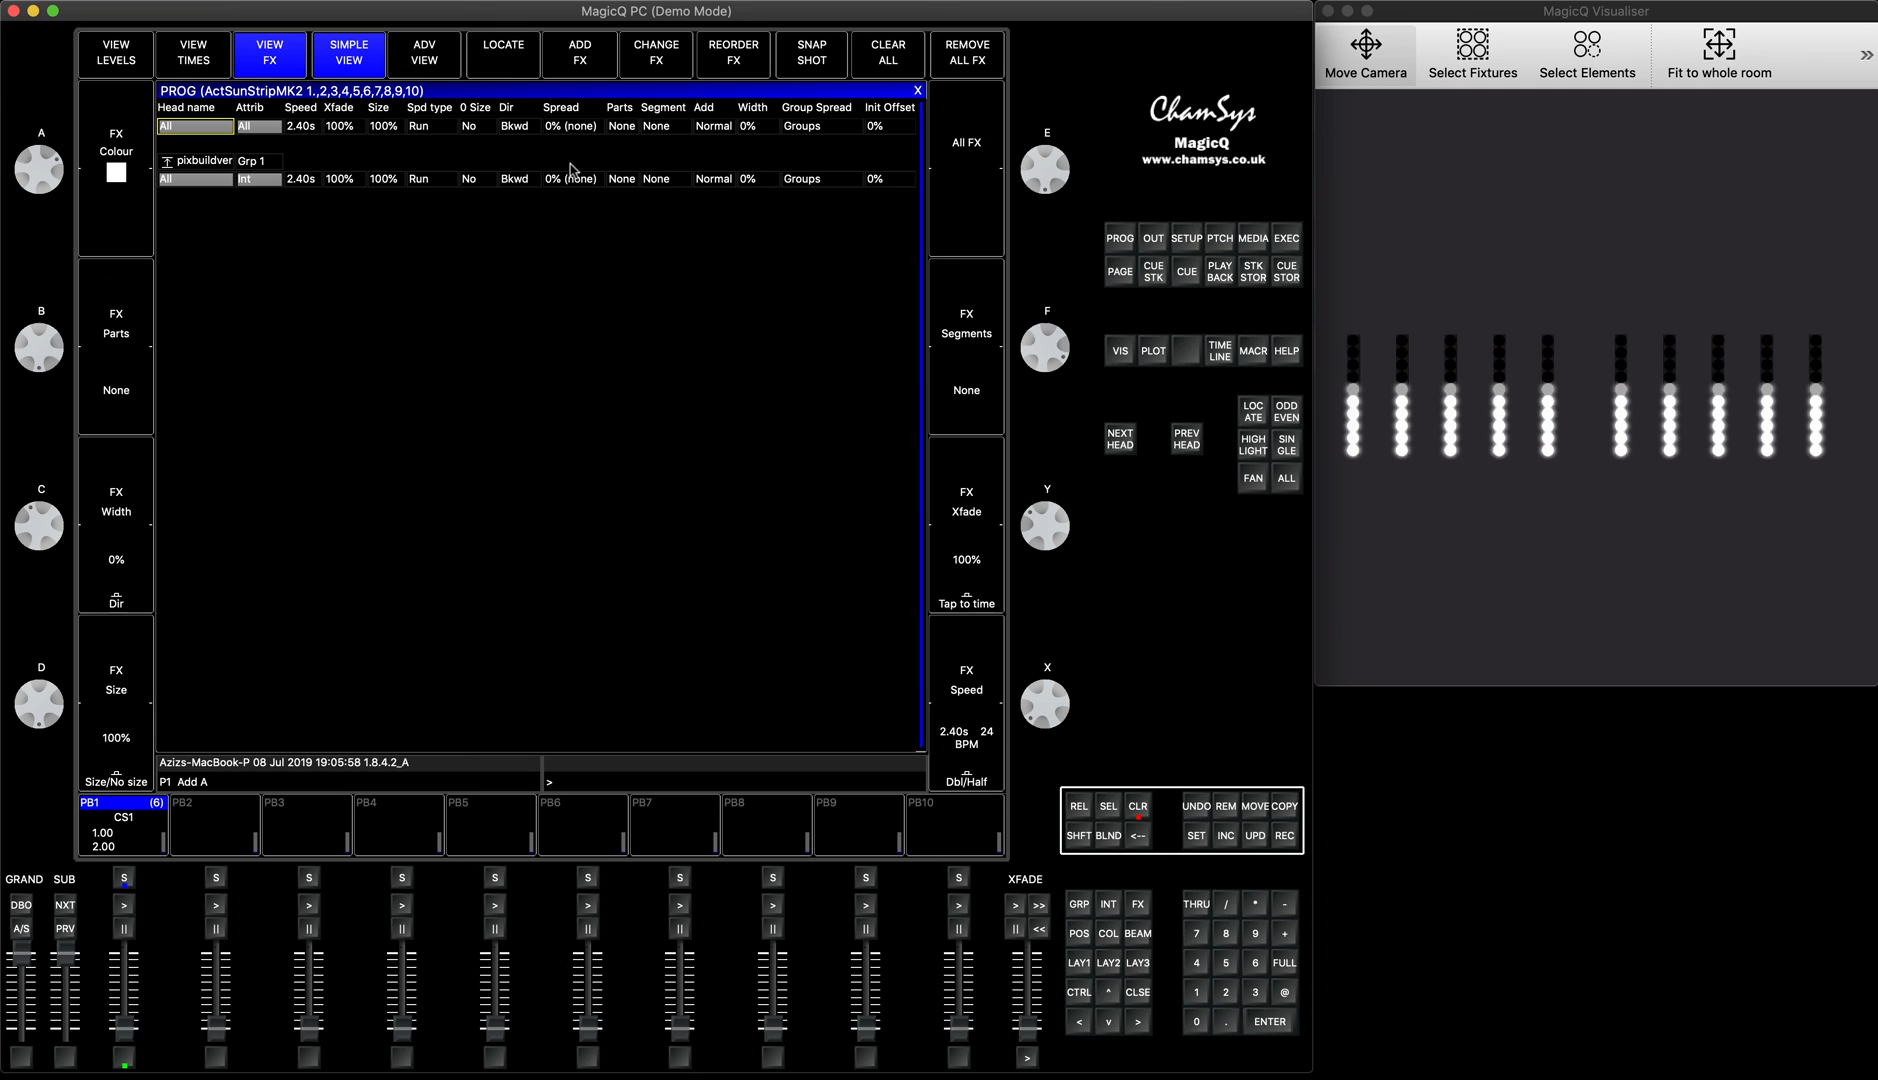 MagicQ PC (Demo Mode)
MagicQ Visualiser
VIEW LEVELS
VIEW TIMES
VIEW FX
SIMPLE VIEW
ADV VIEW
LOCATE
ADD FX
CHANGE FX
REORDER FX
SNAP SHOT
CLEAR ALL
REMOVE ALL FX
Move Camera
Select Fixtures
Select Elements
Fit to whole room
»
PROG (ActSunStripMK2 1.,2,3,4,5,6,7,8,9,10) X
Head name Attrib Speed Xfade Size Spd type 0 Size Dir Spread Parts Segment Add Width Group Spread Init Offset
All All 2.40s 100% 100% Run No Bkwd 0% (none) None None Normal 0% Groups 0%
pixbuildver Grp 1
All Int 2.40s 100% 100% Run No Bkwd 0% (none) None None Normal 0% Groups 0%
A
FX
Colour
B
FX
Parts
None
C
FX
Width
0%
Dir
D
FX
Size
100%
Size/No size
All FX
E
FX
Segments
None
F
FX
Xfade
100%
Tap to time
Y
FX
Speed
2.40s 24
BPM
Dbl/Half
X
ChamSys
MagicQ
www.chamsys.co.uk
PROG OUT SETUP PTCH MEDIA EXEC
PAGE CUE STK CUE PLAY BACK STK STOR CUE STOR
VIS PLOT TIME LINE MACR HELP
LOC ATE ODD EVEN
NEXT HEAD PREV HEAD HIGH LIGHT SIN GLE
FAN ALL
Azizs-MacBook-P 08 Jul 2019 19:05:58 1.8.4.2_A
P1 Add A >
PB1 (6) PB2 PB3 PB4 PB5 PB6 PB7 PB8 PB9 PB10
CS1
1.00
2.00
REL SEL CLR UNDO REM MOVE COPY
SHFT BLND <-- SET INC UPD REC
GRAND SUB S S S S S S S S S S XFADE
DBO NXT > > > > > > > > > > > >>
A/S PRV || || || || || || || || || || || <<
>
GRP INT FX THRU / * -
POS COL BEAM 7 8 9 +
LAY1 LAY2 LAY3 4 5 6 FULL
CTRL ^ CLSE 1 2 3 @
< v > 0 . ENTER